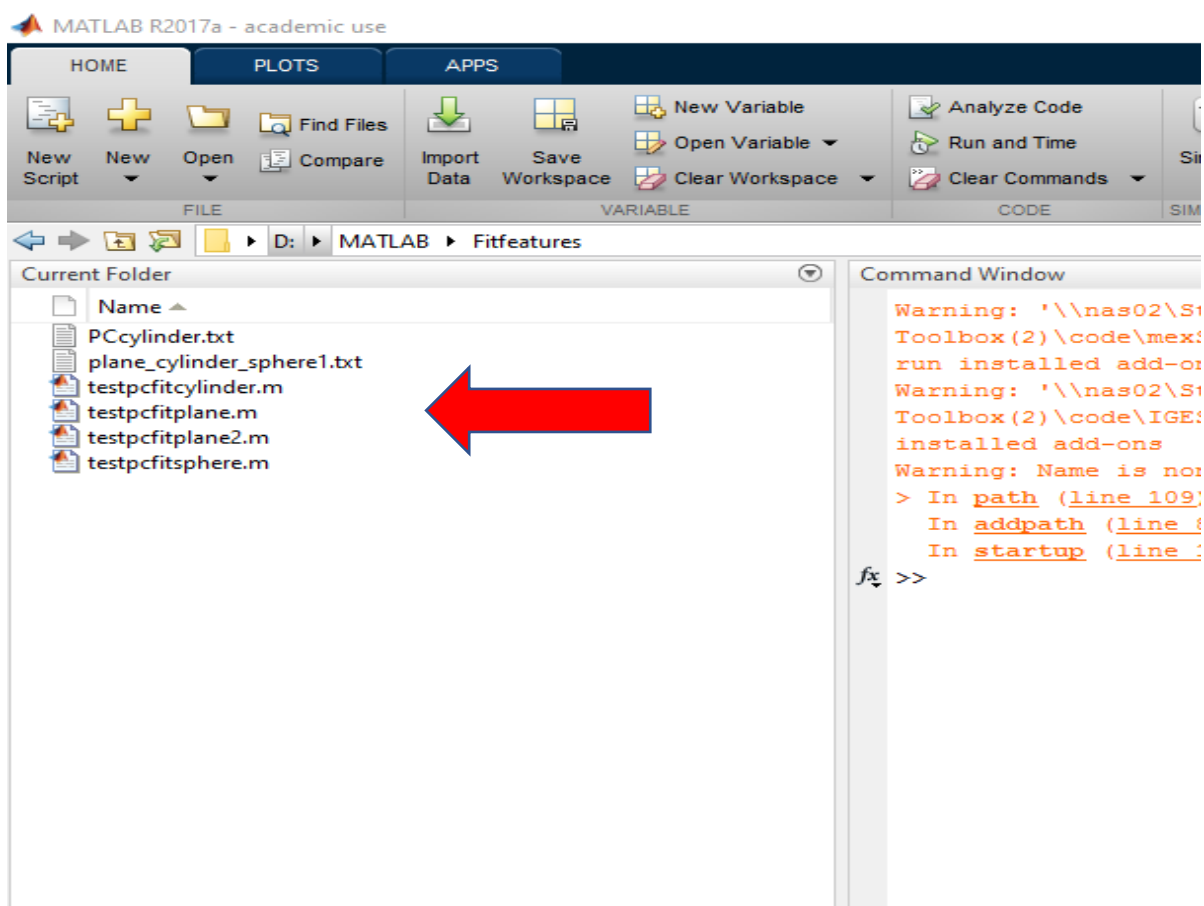 MATLAB R2017a - academic use
HOME PLOTS APPS
New Script
New
Open
Find Files
Compare
Import Data
Save Workspace
New Variable
Open Variable
Clear Workspace
Analyze Code
Run and Time
Clear Commands
FILE VARIABLE CODE SIM
D: MATLAB Fitfeatures
Current Folder
Name
PCcylinder.txt
plane_cylinder_sphere1.txt
testpcfitcylinder.m
testpcfitplane.m
testpcfitplane2.m
testpcfitsphere.m
Command Window
Warning: '\\nas02\St
Toolbox(2)\code\mexS
run installed add-on
Warning: '\\nas02\St
Toolbox(2)\code\IGES
installed add-ons
Warning: Name is non
> In path (line 109)
In addpath (line 8
In startup (line 1
fx >>